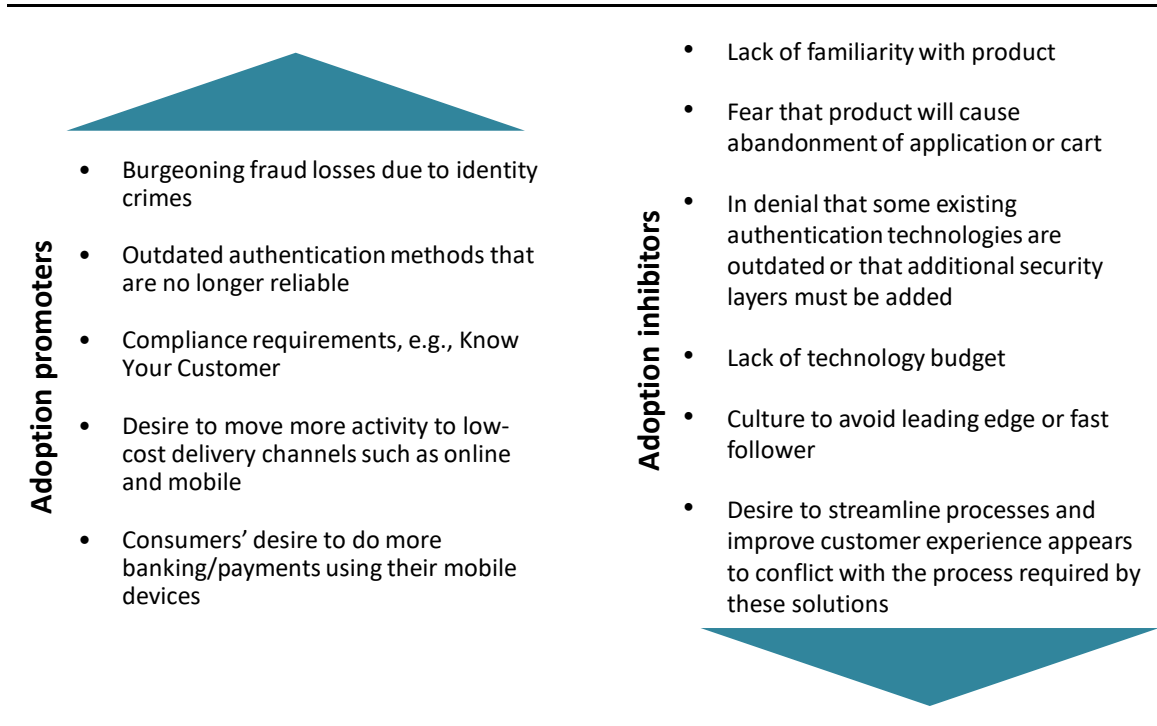 Adoption promoters
• Burgeoning fraud losses due to identity
crimes
• Outdated authentication methods that
are no longer reliable
• Compliance requirements, e.g., Know
Your Customer
• Desire to move more activity to low-
cost delivery channels such as online
and mobile
• Consumers’ desire to do more
banking/payments using their mobile
devices
Adoption inhibitors
• Lack of familiarity with product
• Fear that product will cause
abandonment of application or cart
• In denial that some existing
authentication technologies are
outdated or that additional security
layers must be added
• Lack of technology budget
• Culture to avoid leading edge or fast
follower
• Desire to streamline processes and
improve customer experience appears
to conflict with the process required by
these solutions